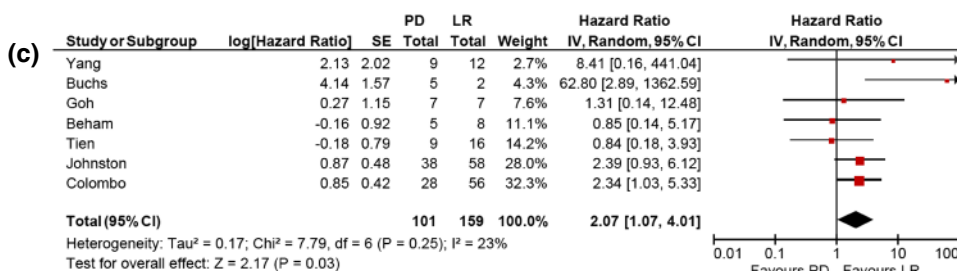 (c)
PD LR Hazard Ratio Hazard Ratio
Study or Subgroup log[Hazard Ratio] SE Total Total Weight IV, Random, 95% CI IV, Random, 95% CI
Yang 2.13 2.02 9 12 2.7% 8.41 [0.16, 441.04]
Buchs 4.14 1.57 5 2 4.3% 62.80 [2.89, 1362.59]
Goh 0.27 1.15 7 7 7.6% 1.31 [0.14, 12.48]
Beham -0.16 0.92 5 8 11.1% 0.85 [0.14, 5.17]
Tien -0.18 0.79 9 16 14.2% 0.84 [0.18, 3.93]
Johnston 0.87 0.48 38 58 28.0% 2.39 [0.93, 6.12]
Colombo 0.85 0.42 28 56 32.3% 2.34 [1.03, 5.33]
Total (95% CI) 101 159 100.0% 2.07 [1.07, 4.01]
Heterogeneity: Tau² = 0.17; Chi² = 7.79, df = 6 (P = 0.25); I² = 23%
Test for overall effect: Z = 2.17 (P = 0.03)
0.01 0.1 1 10 100
Favours PD Favours LR